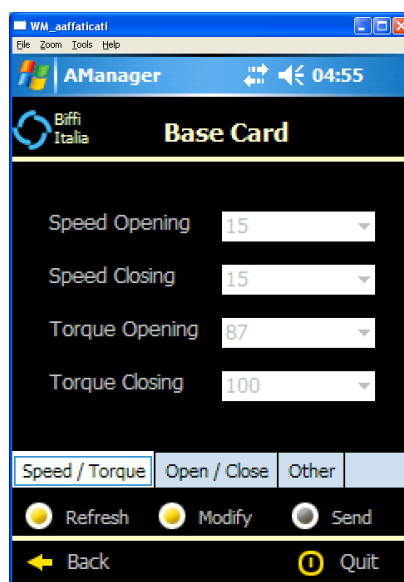 WM_aaffaticati
File Zoom Tools Help
AManager 04:55
Biffi
Italia
Base Card
Speed Opening 15
Speed Closing 15
Torque Opening 87
Torque Closing 100
Speed / Torque Open / Close Other
Refresh Modify Send
Back Quit